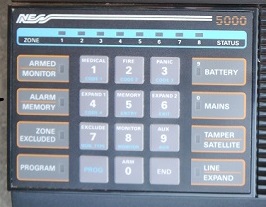 NESS 5000
ZONE 1 2 3 4 5 6 7 8 STATUS
ARMED MONITOR
MEDICAL 1
FIRE 2
PANIC 3
BATTERY
ALARM MEMORY
EXPAND 1 4
MEMORY 5
EXPAND 2 6
MAINS
ZONE EXCLUDED
EXCLUDE 7
MONITOR 8
AUX 9
TAMPER SATELLITE
PROGRAM
PROG
ARM 0
END
LINE EXPAND